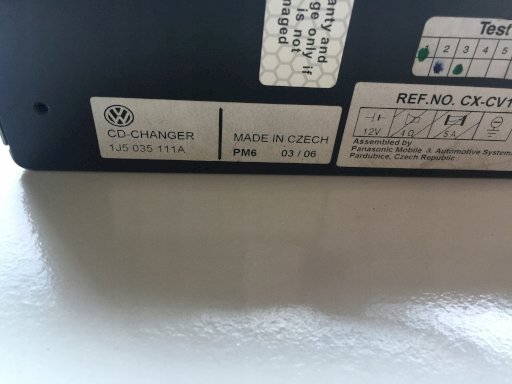 anty and
ge only if
is not
maged
Test
2 3 4 5
REF.NO. CX-CV1
12V 4Ω 5A
Assembled by
Panasonic Mobile & Automotive System
Pardubice, Czech Republic
CD-CHANGER
1J5 035 111A
MADE IN CZECH
PM6 03/06